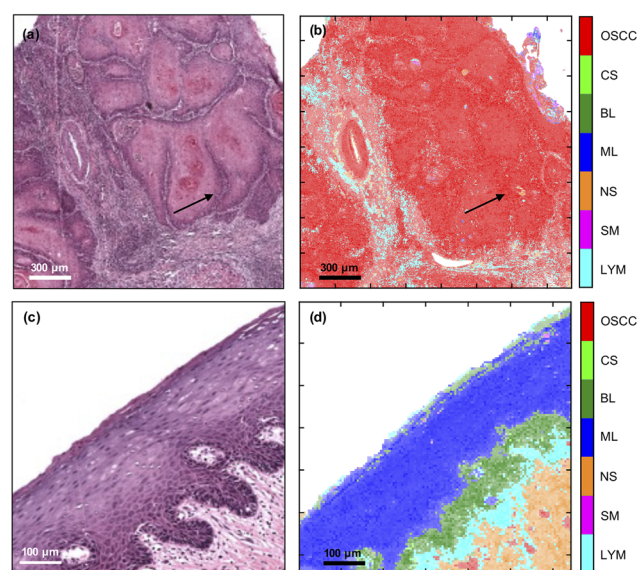 (a)
300 µm
(b)
300 µm
OSCC
CS
BL
ML
NS
SM
LYM
(c)
100 µm
(d)
100 µm
OSCC
CS
BL
ML
NS
SM
LYM